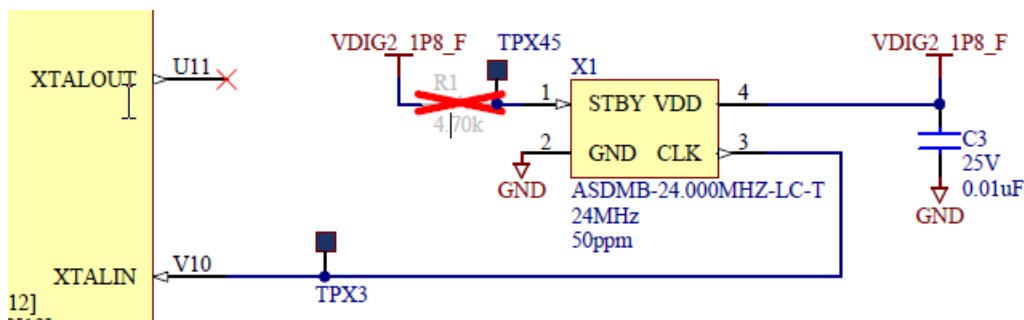 VDIG2_1P8_F
TPX45
VDIG2_1P8_F
XTALOUT
U11
R1
4.70k
X1
1
STBY VDD
4
2
GND CLK
3
GND
ASDMB-24.000MHZ-LC-T
24MHz
50ppm
C3
25V
0.01uF
GND
XTALIN
V10
TPX3
12]